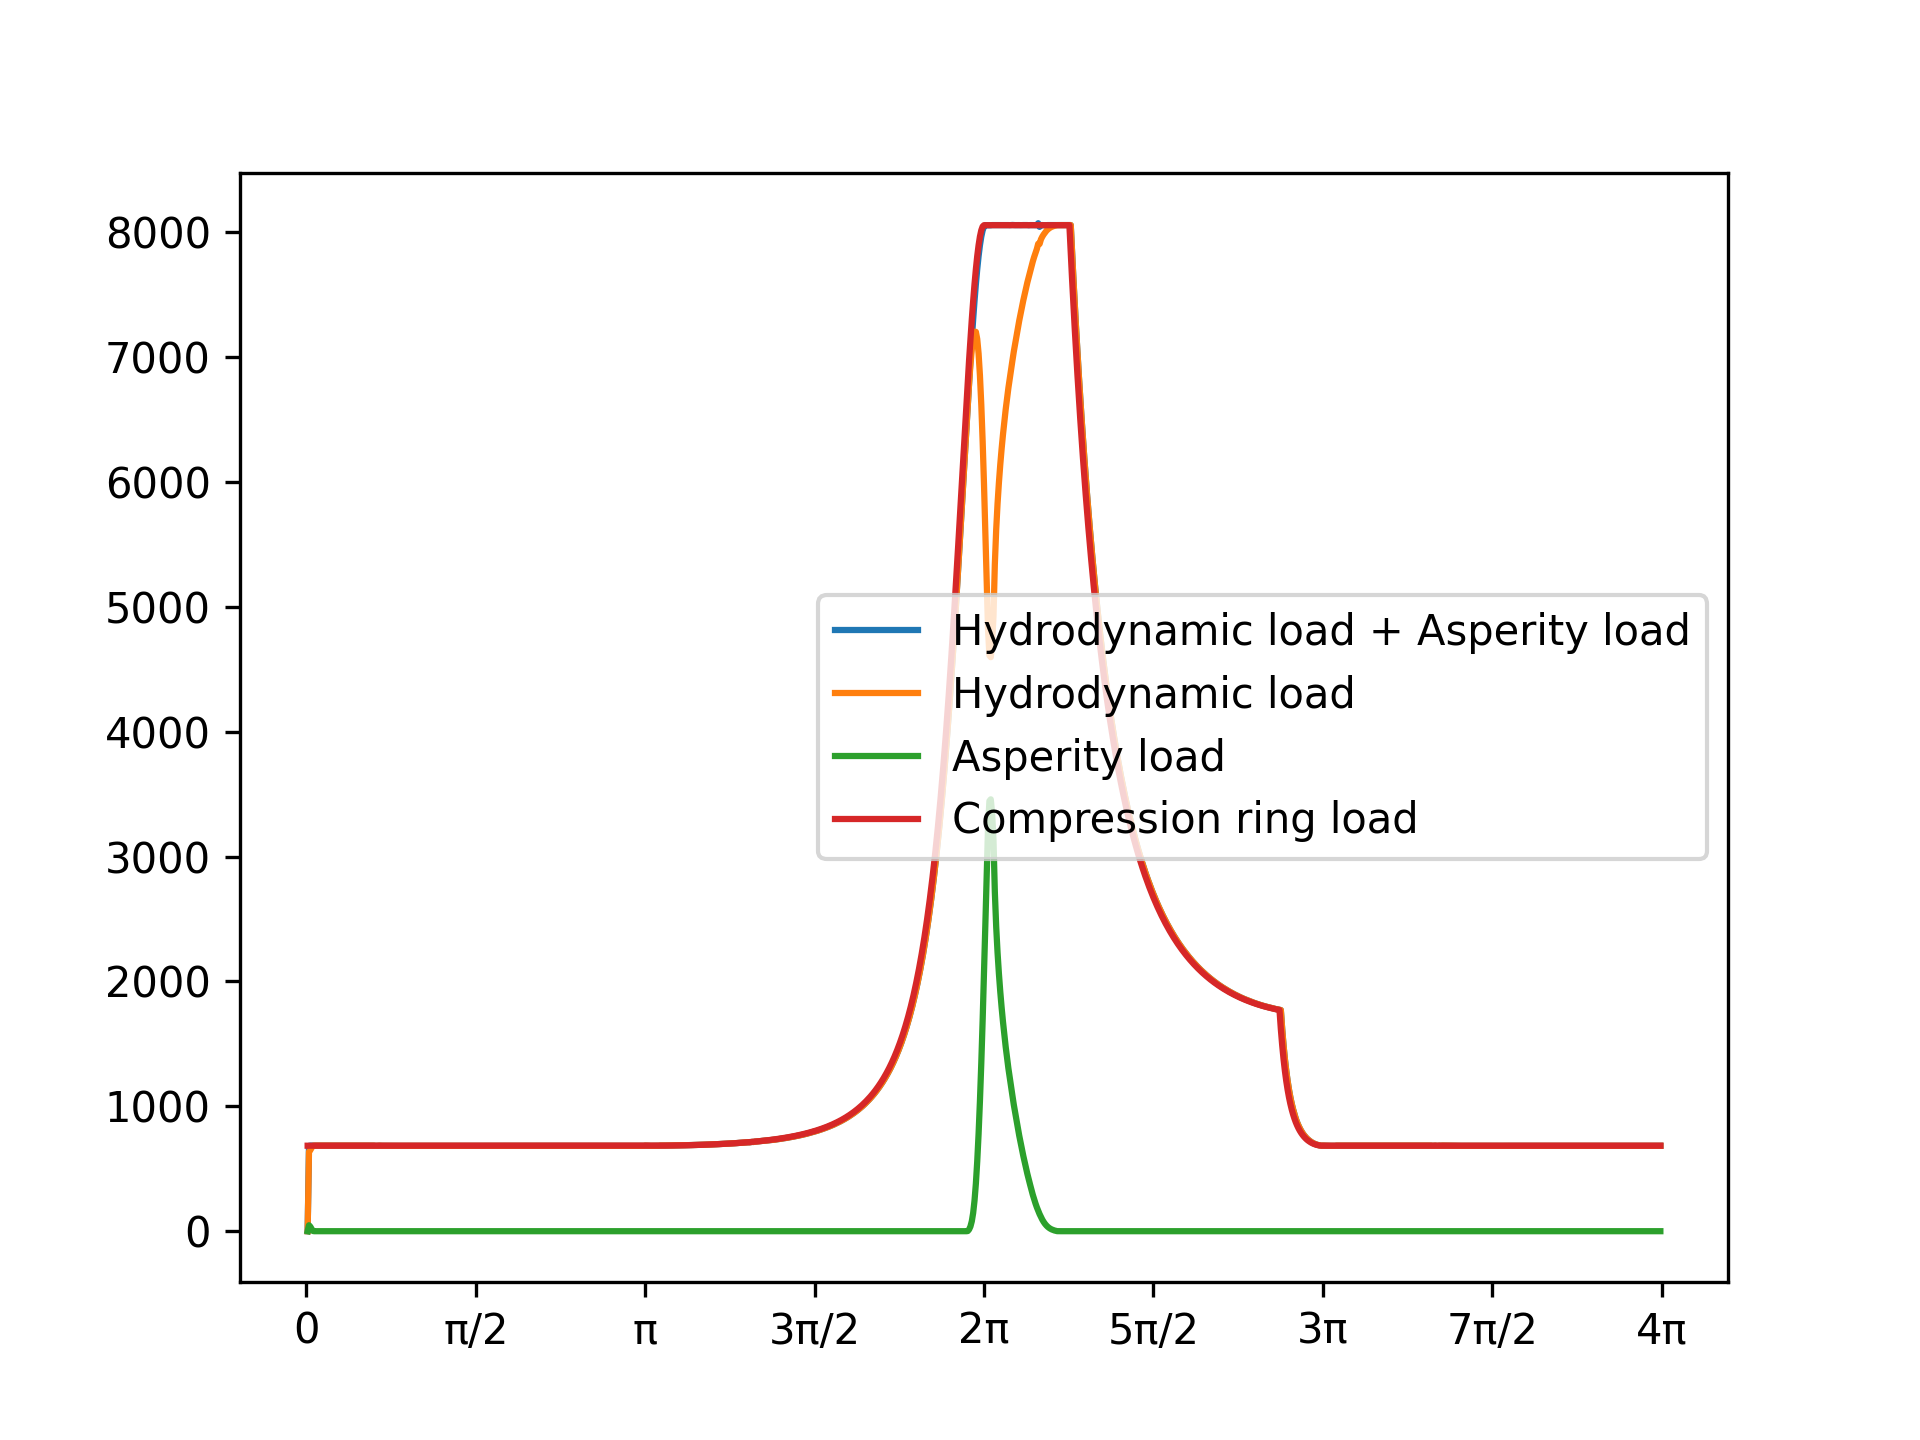 8000
7000
6000
5000
4000
3000
2000
1000
0
Hydrodynamic load + Asperity load
Hydrodynamic load
Asperity load
Compression ring load
0 π/2 π 3π/2 2π 5π/2 3π 7π/2 4π